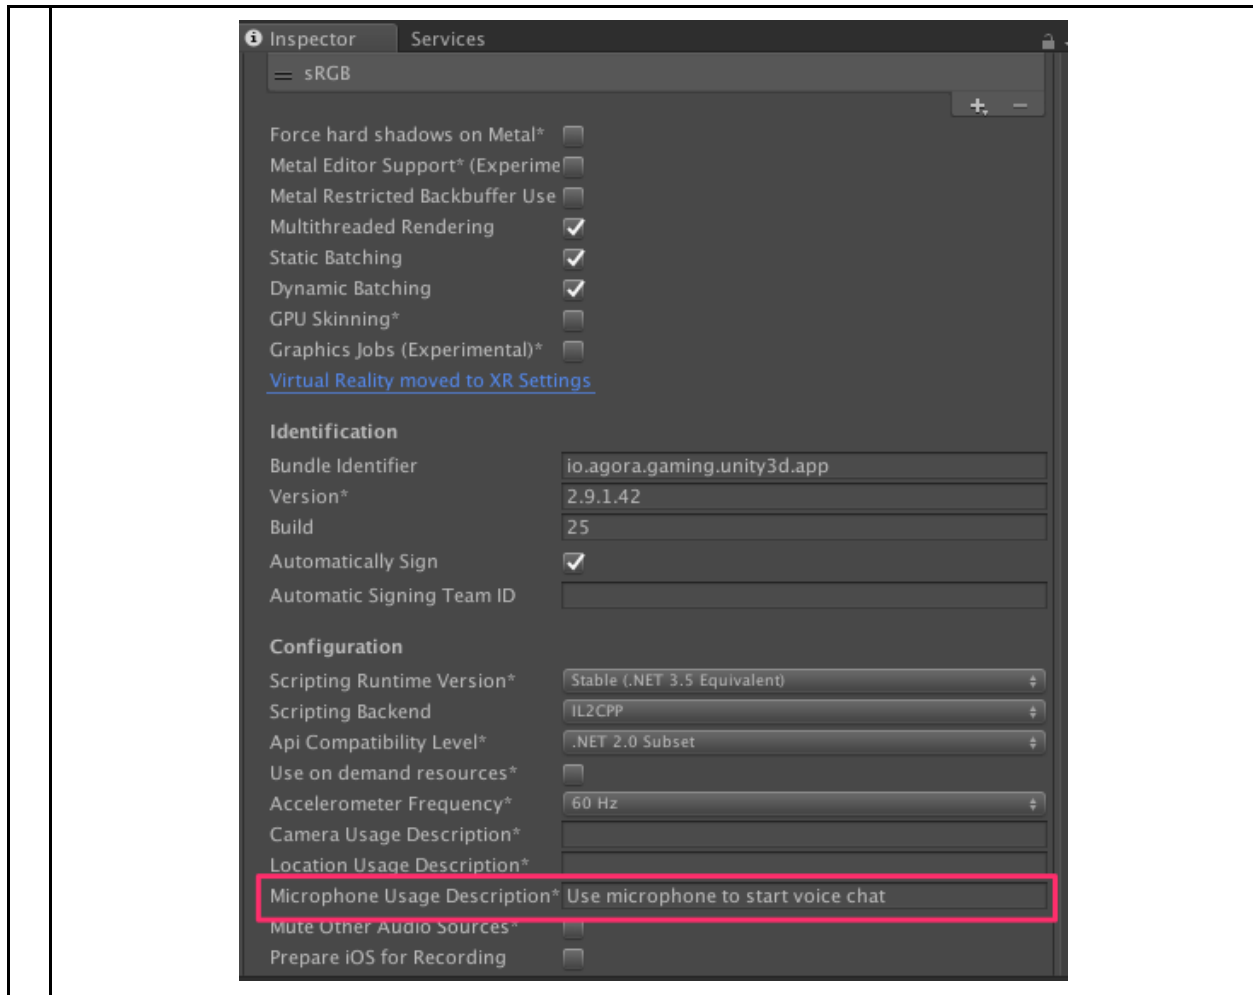 Inspector Services
sRGB
Force hard shadows on Metal*
Metal Editor Support* (Experime
Metal Restricted Backbuffer Use
Multithreaded Rendering
Static Batching
Dynamic Batching
GPU Skinning*
Graphics Jobs (Experimental)*
Virtual Reality moved to XR Settings
Identification
Bundle Identifier io.agora.gaming.unity3d.app
Version* 2.9.1.42
Build 25
Automatically Sign
Automatic Signing Team ID
Configuration
Scripting Runtime Version* Stable (.NET 3.5 Equivalent)
Scripting Backend IL2CPP
Api Compatibility Level* .NET 2.0 Subset
Use on demand resources*
Accelerometer Frequency* 60 Hz
Camera Usage Description*
Location Usage Description*
Microphone Usage Description* Use microphone to start voice chat
Mute Other Audio Sources*
Prepare iOS for Recording